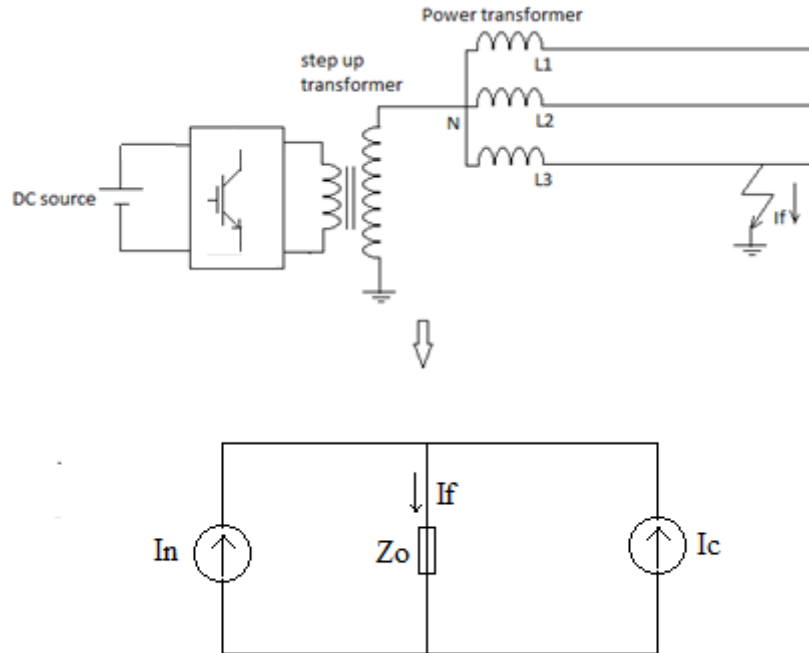 Power transformer
step up
transformer
L1
N
L2
L3
DC source
If
In
If
Zo
Ic